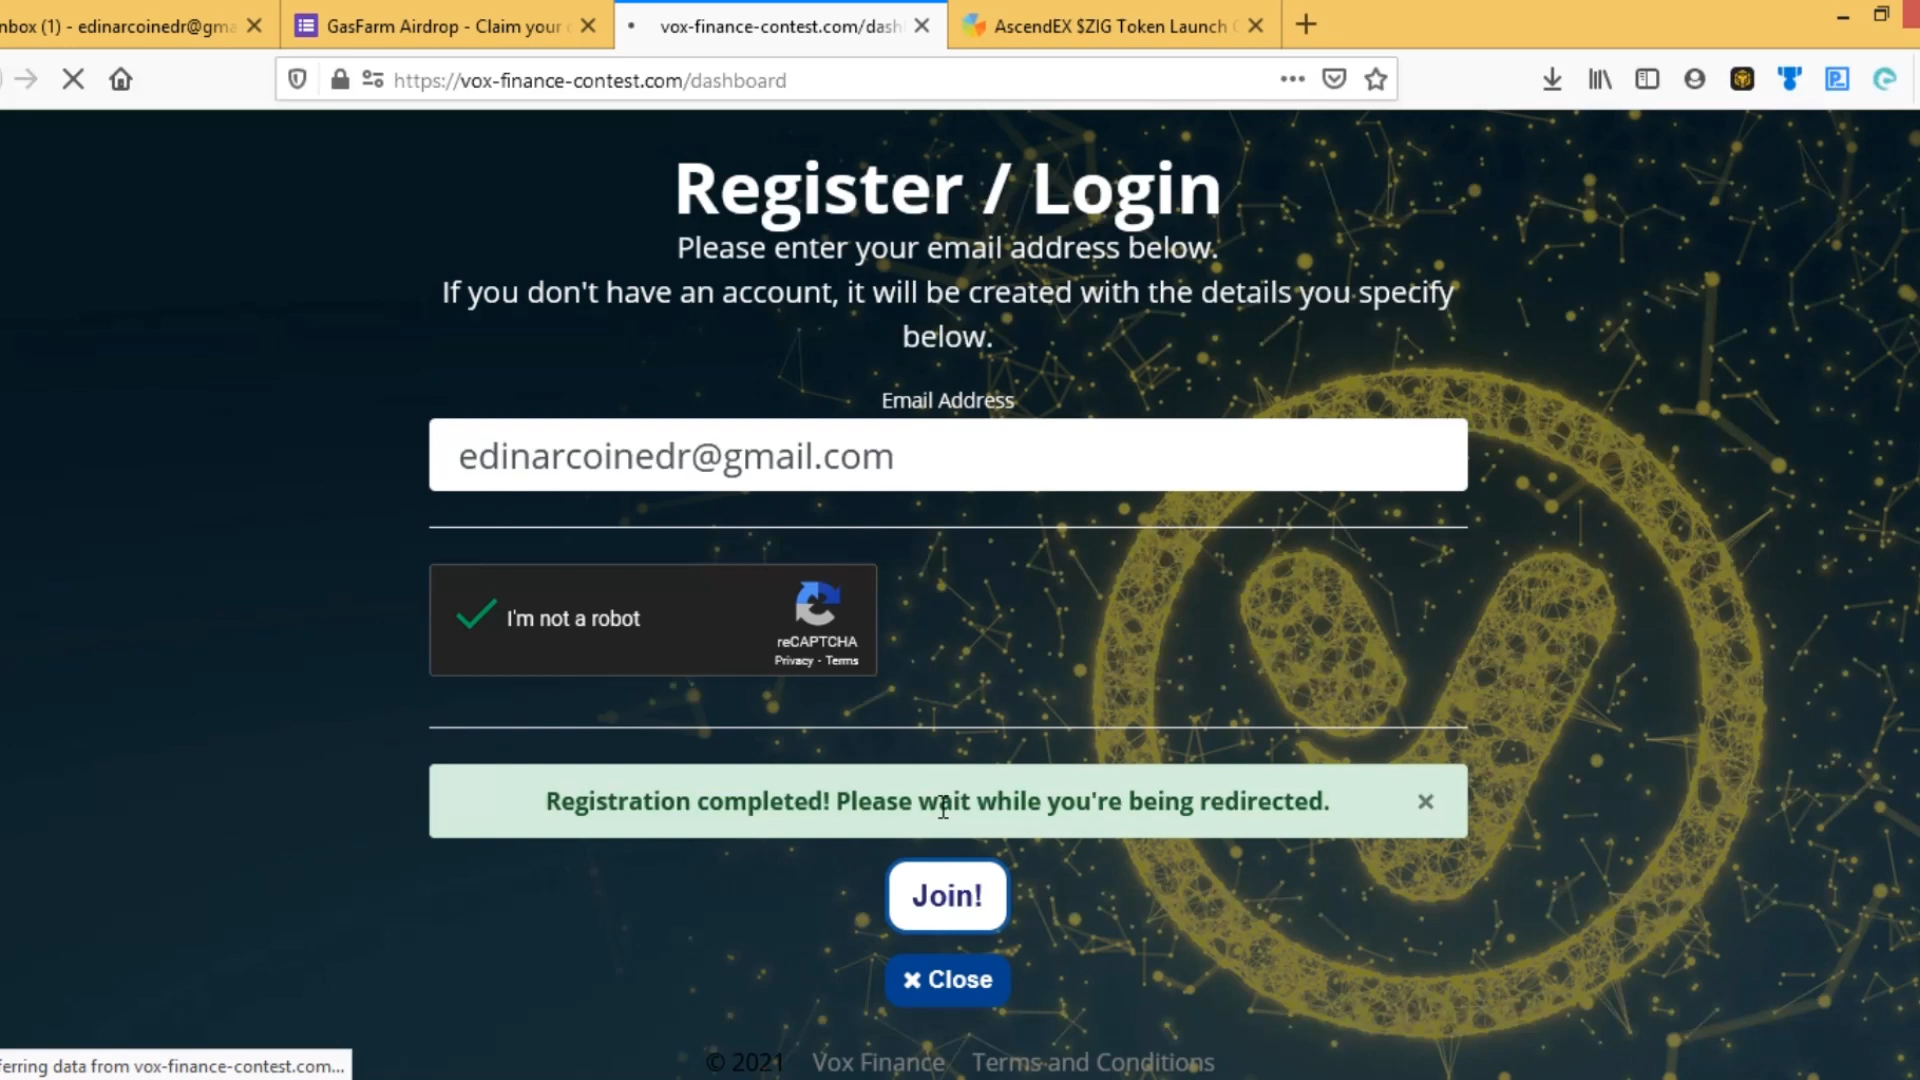 nbox (1) - edinarcoinedr@gma
GasFarm Airdrop - Claim your
vox-finance-contest.com/dash
AscendEX $ZIG Token Launch
https://vox-finance-contest.com/dashboard
Register / Login
Please enter your email address below.
If you don't have an account, it will be created with the details you specify
below.
Email Address
edinarcoinedr@gmail.com
I'm not a robot
reCAPTCHA
Privacy - Terms
Registration completed! Please wait while you're being redirected.
Join!
Close
© 2021 Vox Finance Terms and Conditions
ferring data from vox-finance-contest.com...